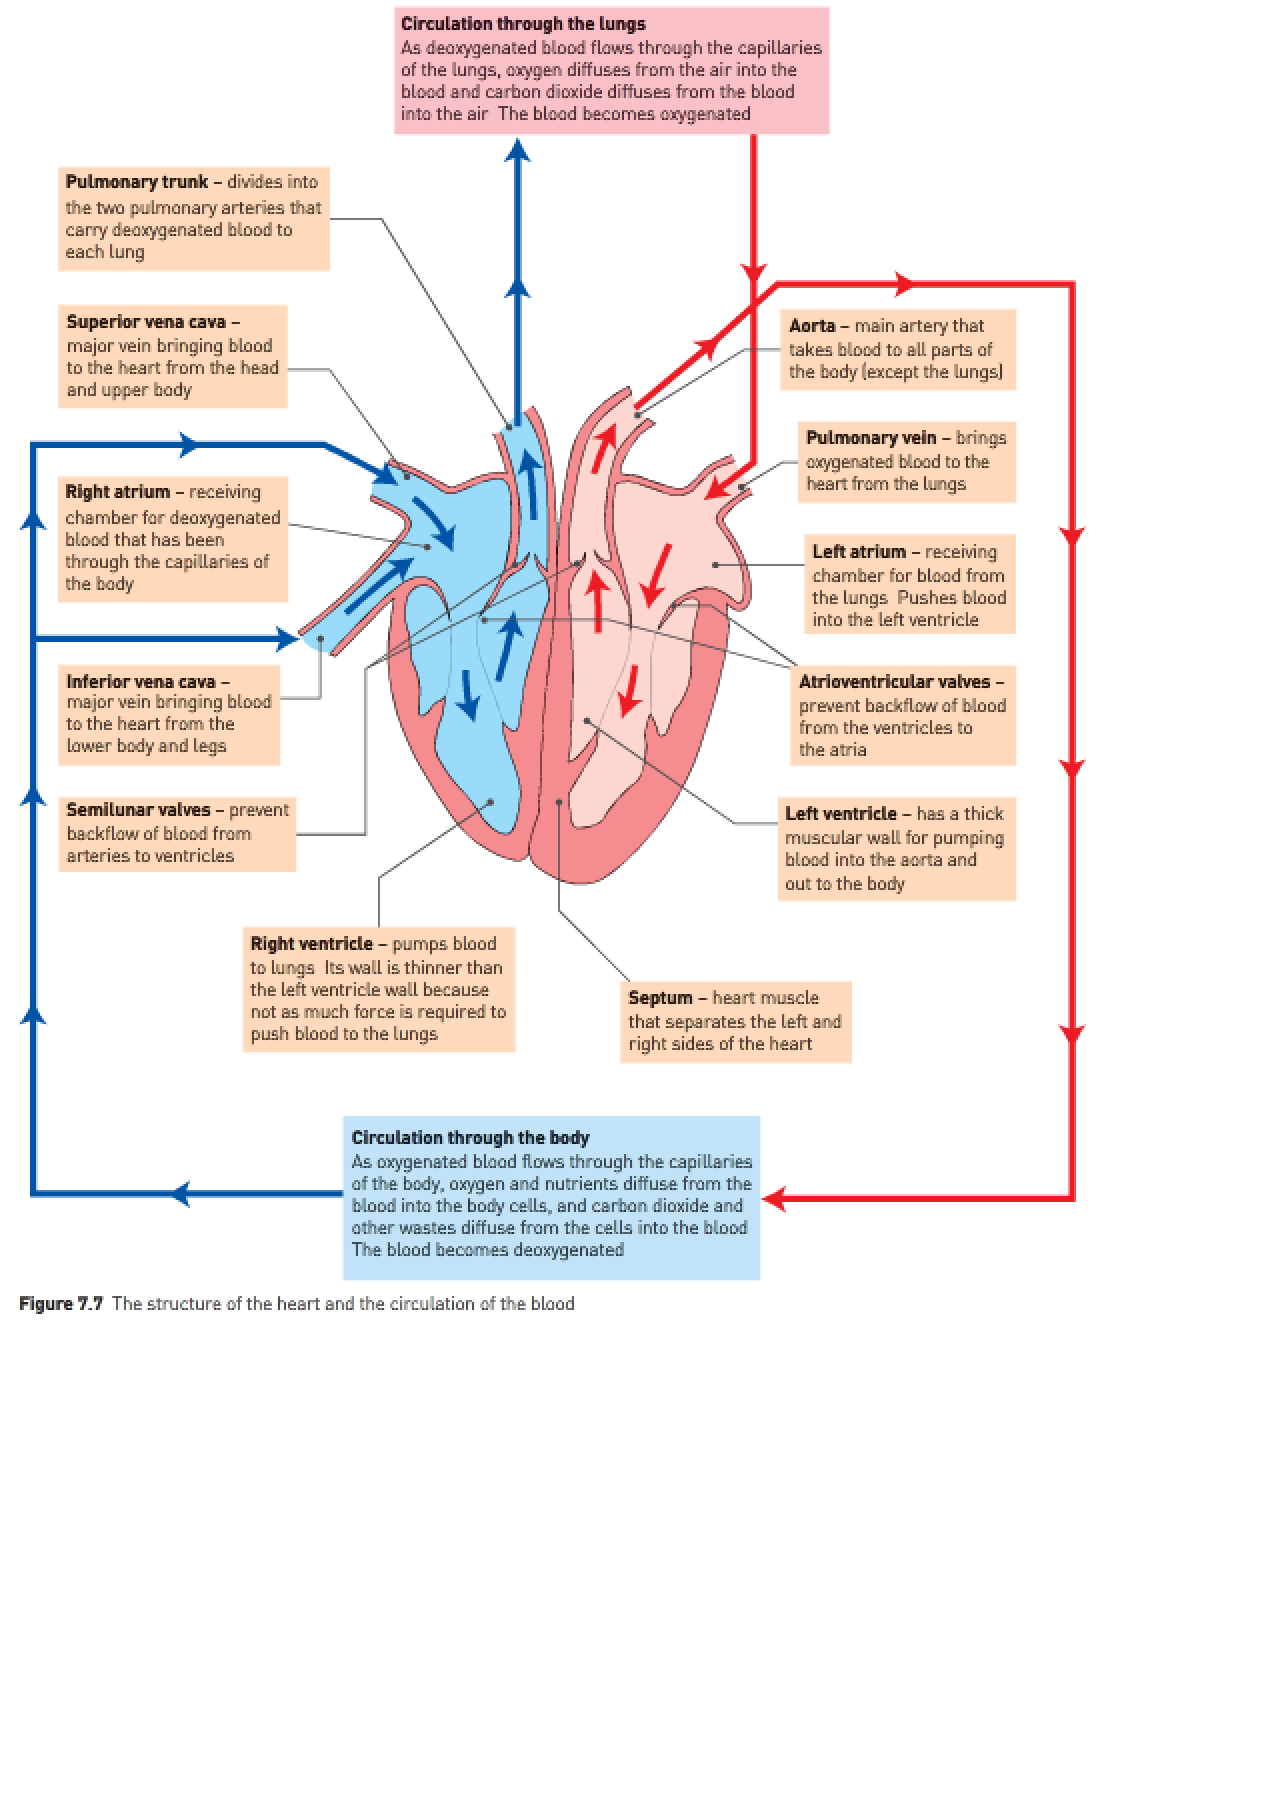 Circulation through the lungs
As deoxygenated blood flows through the capillaries
of the lungs, oxygen diffuses from the air into the
blood and carbon dioxide diffuses from the blood
into the air  The blood becomes oxygenated
Pulmonary trunk – divides into
the two pulmonary arteries that
carry deoxygenated blood to
each lung
Superior vena cava –
major vein bringing blood
to the heart from the head
and upper body
Right atrium – receiving
chamber for deoxygenated
blood that has been
through the capillaries of
the body
Inferior vena cava –
major vein bringing blood
to the heart from the
lower body and legs
Semilunar valves – prevent
backflow of blood from
arteries to ventricles
Right ventricle – pumps blood
to lungs  Its wall is thinner than
the left ventricle wall because
not as much force is required to
push blood to the lungs
Aorta – main artery that
takes blood to all parts of
the body (except the lungs)
Pulmonary vein – brings
oxygenated blood to the
heart from the lungs
Left atrium – receiving
chamber for blood from
the lungs  Pushes blood
into the left ventricle
Atrioventricular valves –
prevent backflow of blood
from the ventricles to
the atria
Left ventricle – has a thick
muscular wall for pumping
blood into the aorta and
out to the body
Septum – heart muscle
that separates the left and
right sides of the heart
Circulation through the body
As oxygenated blood flows through the capillaries
of the body, oxygen and nutrients diffuse from the
blood into the body cells, and carbon dioxide and
other wastes diffuse from the cells into the blood
The blood becomes deoxygenated
Figure 7.7 The structure of the heart and the circulation of the blood